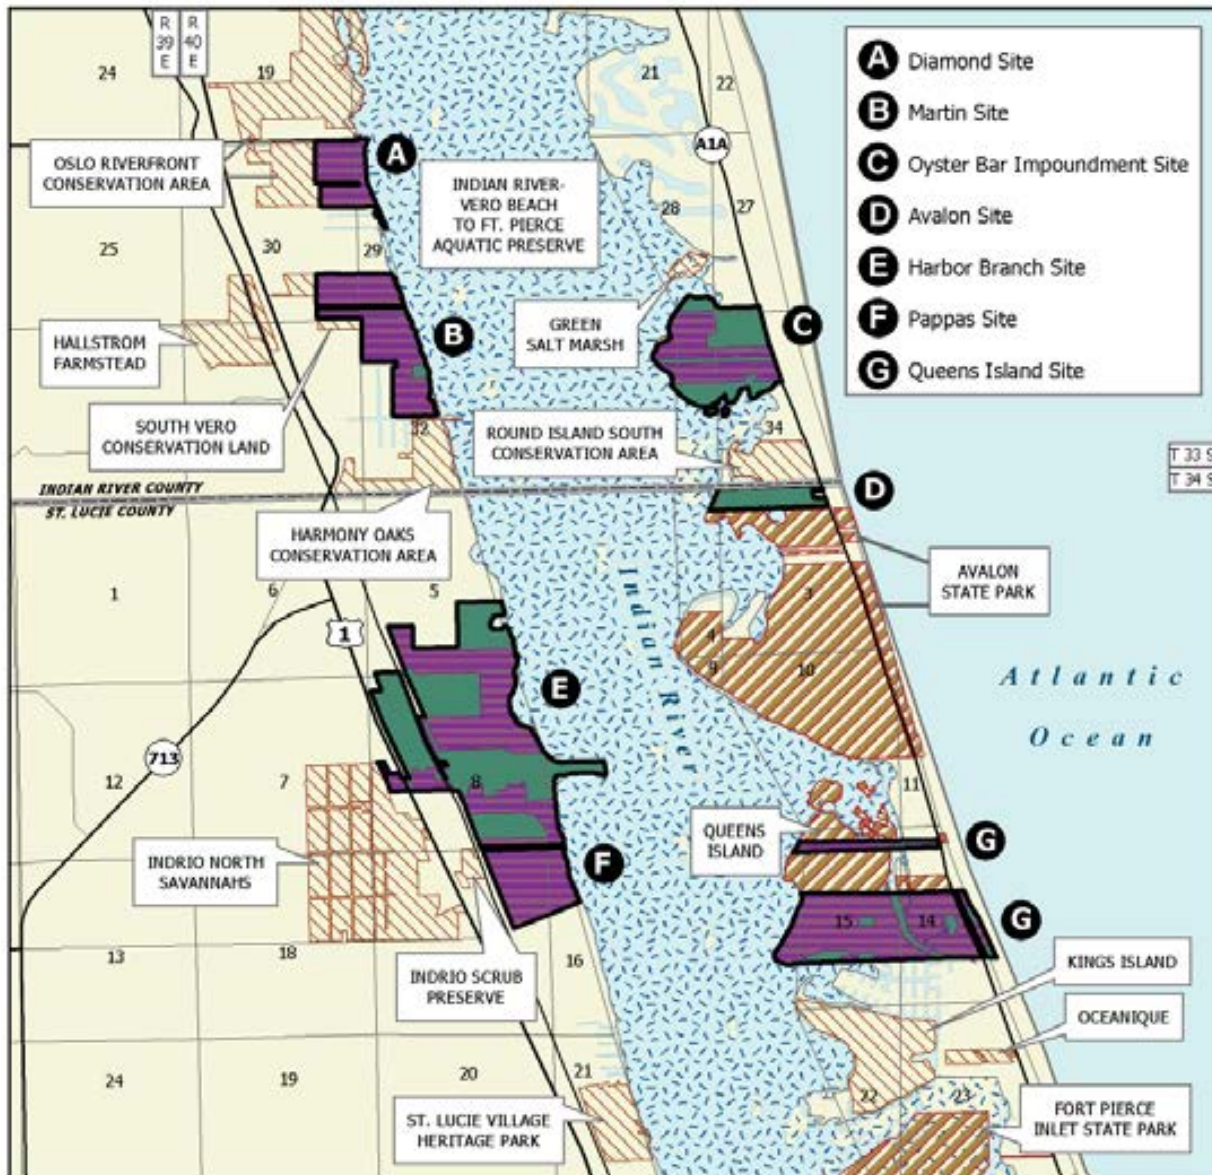 R
39
E
R
40
E
24
19
21
22
A Diamond Site
B Martin Site
C Oyster Bar Impoundment Site
D Avalon Site
E Harbor Branch Site
F Pappas Site
G Queens Island Site
A1A
OSLO RIVERFRONT
CONSERVATION AREA
A
INDIAN RIVER-
VERO BEACH
TO FT. PIERCE
AQUATIC PRESERVE
28
27
25
30
29
GREEN
SALT MARSH
C
HALLSTROM
FARMSTEAD
B
SOUTH VERO
CONSERVATION LAND
32
ROUND ISLAND SOUTH
CONSERVATION AREA
34
T 33 S
T 34 S
INDIAN RIVER COUNTY
ST. LUCIE COUNTY
D
HARMONY OAKS
CONSERVATION AREA
AVALON
STATE PARK
1
6
5
3
1
4
9
10
Indian River
E
Atlantic
Ocean
713
12
7
8
11
QUEENS
ISLAND
G
INDRIO NORTH
SAVANNAHS
F
15
14
G
13
18
16
INDRIO SCRUB
PRESERVE
KINGS ISLAND
OCEANIQUE
24
19
20
21
22
23
ST. LUCIE VILLAGE
HERITAGE PARK
FORT PIERCE
INLET STATE PARK